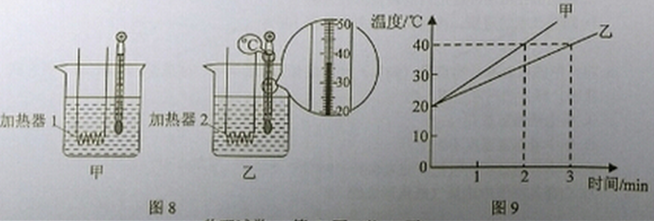 ℃
50
40
30
20
加热器 1
加热器 2
甲
乙
图 8
温度/℃
甲
乙
40
30
20
10
0
1
2
3
时间/min
图 9